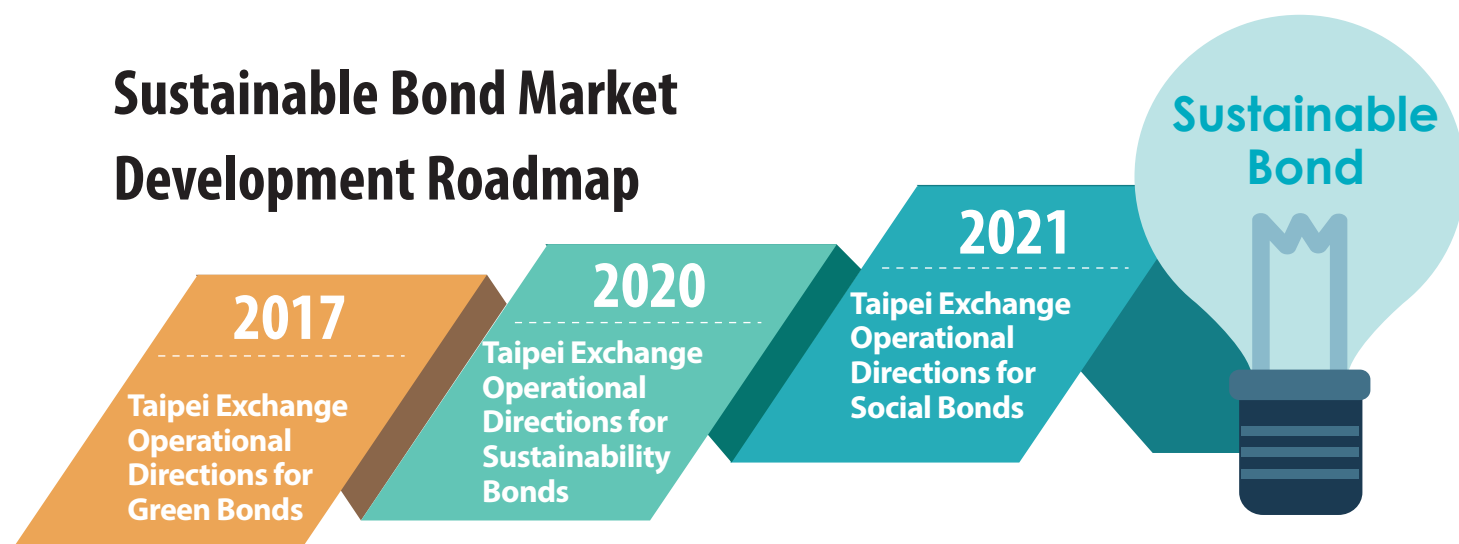 Sustainable Bond Market
Development Roadmap
2017
Taipei Exchange
Operational
Directions for
Green Bonds
2020
Taipei Exchange
Operational
Directions for
Sustainability
Bonds
2021
Taipei Exchange
Operational
Directions for
Social Bonds
Sustainable
Bond